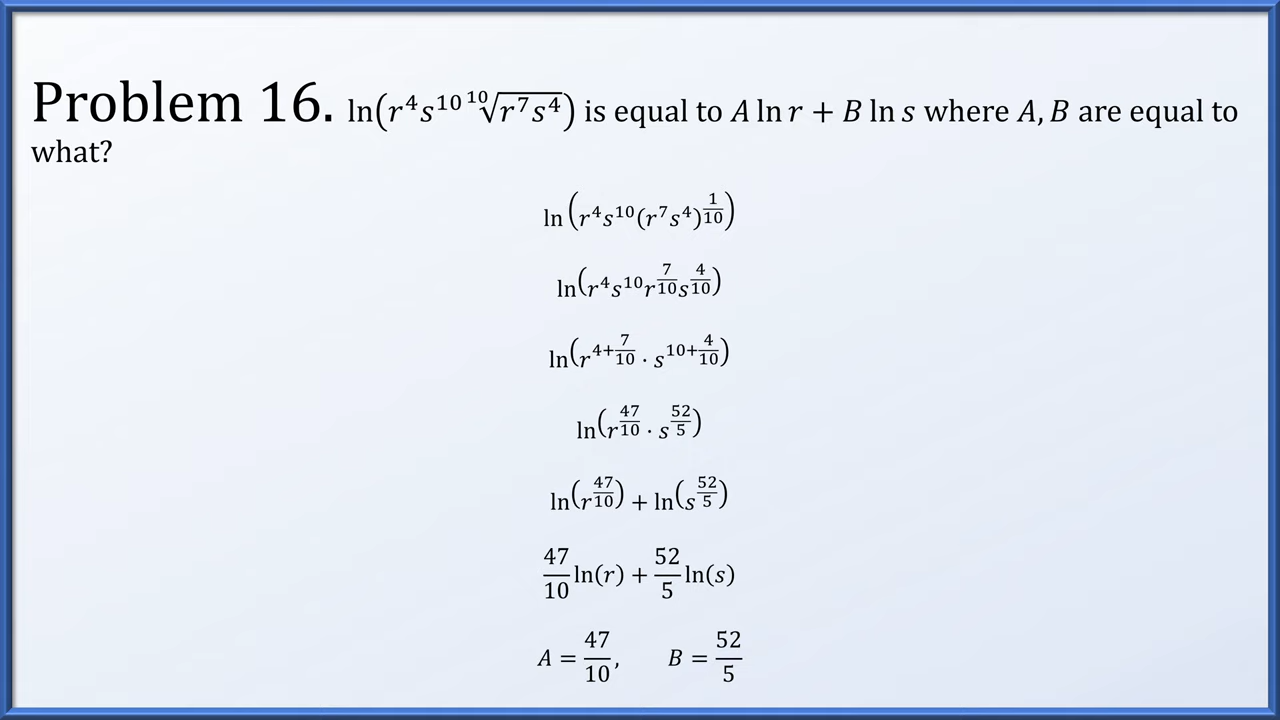 Problem 16. ln(r⁴s¹⁰ ¹⁰√(r⁷s⁴)) is equal to A ln r + B ln s where A, B are equal to
what?
ln(r⁴s¹⁰(r⁷s⁴)^(1/10))
ln(r⁴s¹⁰r^(7/10)s^(4/10))
ln(r^(4+7/10) · s^(10+4/10))
ln(r^(47/10) · s^(52/5))
ln(r^(47/10)) + ln(s^(52/5))
47/10 ln(r) + 52/5 ln(s)
A = 47/10, B = 52/5